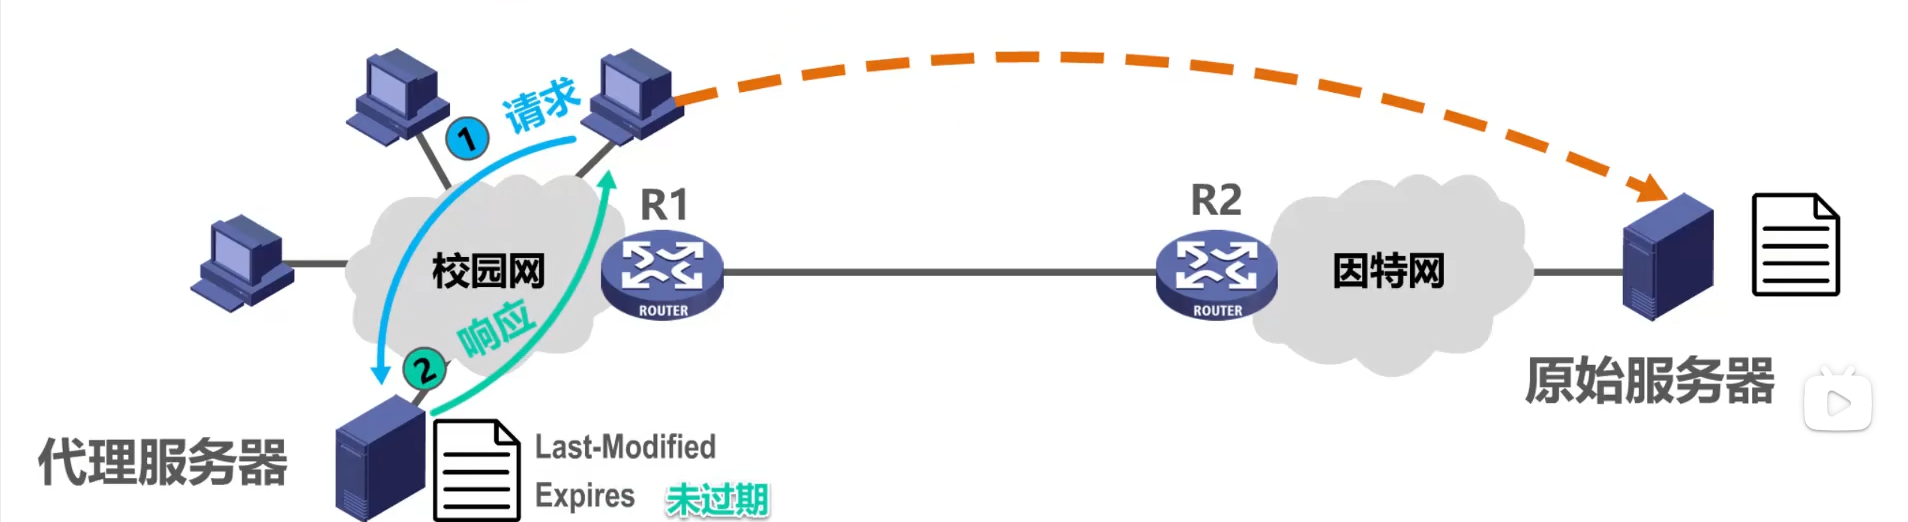 1 请求
R1
R2
校园网
因特网
ROUTER
ROUTER
响应
2
原始服务器
代理服务器
Last-Modified
Expires 未过期